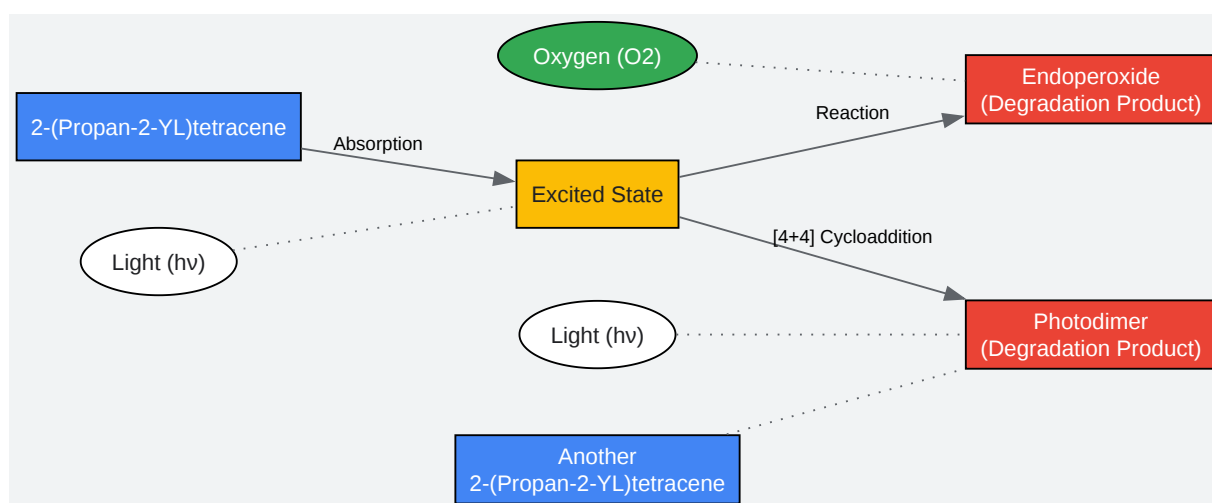 Oxygen (O2)
Endoperoxide
(Degradation Product)
2-(Propan-2-YL)tetracene
Absorption
Reaction
Excited State
Light (hν)
[4+4] Cycloaddition
Light (hν)
Photodimer
(Degradation Product)
Another
2-(Propan-2-YL)tetracene